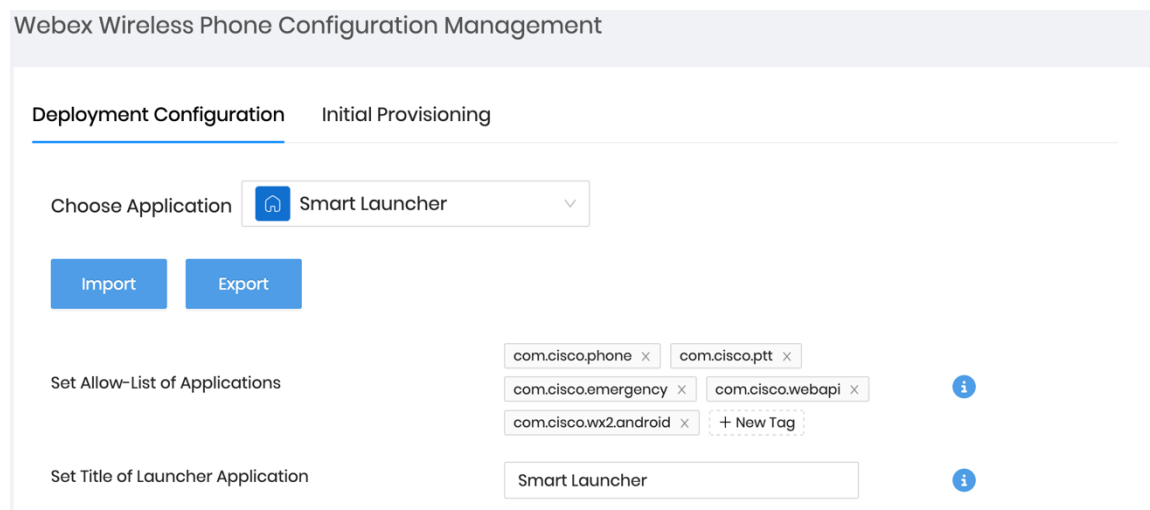 Webex Wireless Phone Configuration Management
Deployment Configuration Initial Provisioning
Choose Application Smart Launcher
Import Export
com.cisco.phone × com.cisco.ptt ×
Set Allow-List of Applications com.cisco.emergency × com.cisco.webapi ×
com.cisco.wx2.android × + New Tag
Set Title of Launcher Application Smart Launcher